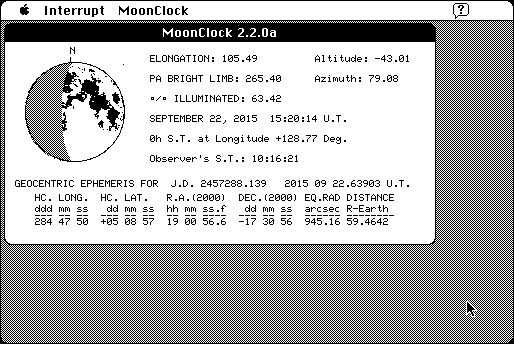 Interrupt MoonClock ?
MoonClock 2.2.0a
N
ELONGATION: 105.49 Altitude: -43.01
PA BRIGHT LIMB: 265.40 Azimuth: 79.08
o/o ILLUMINATED: 63.42
SEPTEMBER 22, 2015 15:20:14 U.T.
0h S.T. at Longitude +128.77 Deg.
Observer's S.T.: 10:16:21
GEOCENTRIC EPHEMERIS FOR J.D. 2457288.139 2015 09 22.63903 U.T.
HC. LONG. HC. LAT. R.A.(2000) DEC.(2000) EQ.RAD DISTANCE
ddd mm ss dd mm ss hh mm ss.f dd mm ss arcsec R-Earth
284 47 50 +05 08 57 19 00 56.6 -17 30 56 945.16 59.4642